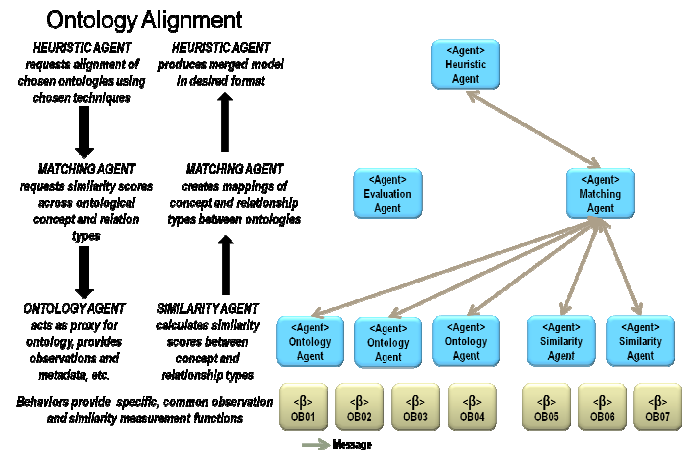 Ontology Alignment
HEURISTIC AGENT
requests alignment of
chosen ontologies using
chosen techniques
HEURISTIC AGENT
produces merged model
in desired format
MATCHING AGENT
requests similarity scores
across ontological
concept and relation
types
MATCHING AGENT
creates mappings of
concept and relationship
types between ontologies
ONTOLOGY AGENT
acts as proxy for
ontology, provides
observations and
metadata, etc.
SIMILARITY AGENT
calculates similarity
scores between
concept and
relationship types
Behaviors provide specific, common observation
and similarity measurement functions
<Agent>
Heuristic
Agent
<Agent>
Evaluation
Agent
<Agent>
Matching
Agent
<Agent>
Ontology
Agent
<Agent>
Ontology
Agent
<Agent>
Ontology
Agent
<Agent>
Similarity
Agent
<Agent>
Similarity
Agent
<β>
OB01
<β>
OB02
<β>
OB03
<β>
OB04
<β>
OB05
<β>
OB06
<β>
OB07
Message